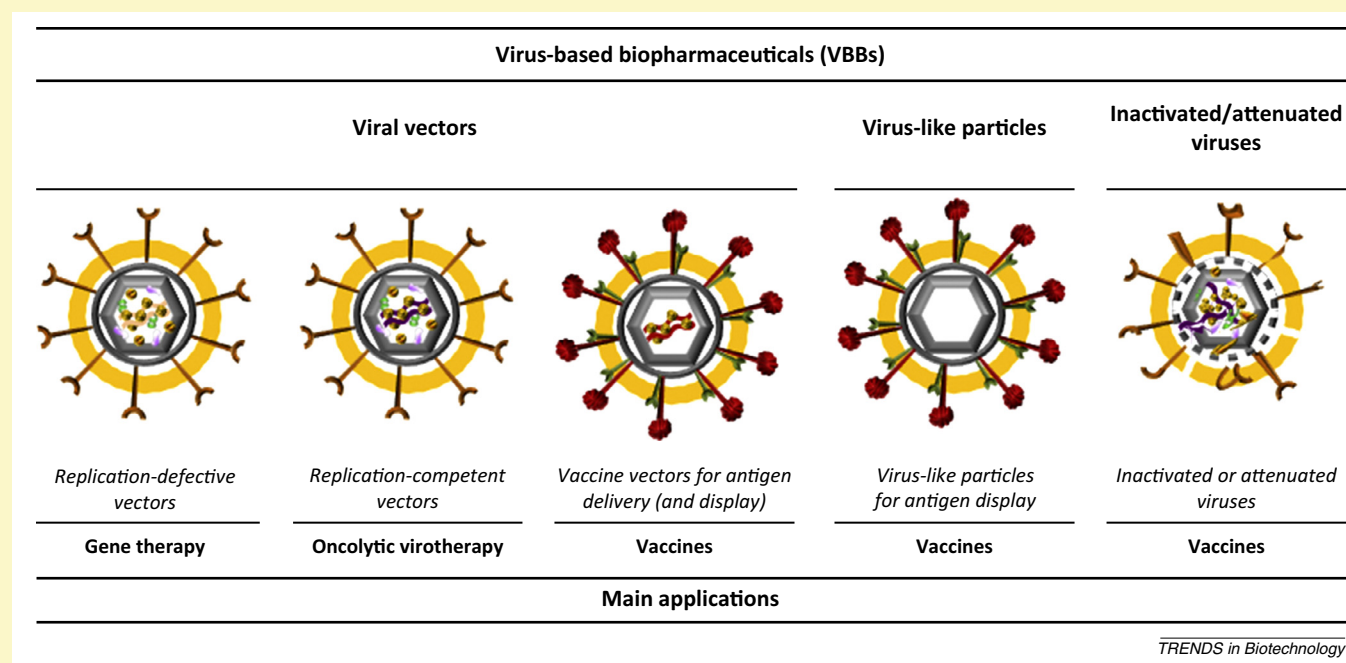 Virus-based biopharmaceuticals (VBBs)
Viral vectors
Virus-like particles
Inactivated/attenuated
viruses
Replication-defective
vectors
Replication-competent
vectors
Vaccine vectors for antigen
delivery (and display)
Virus-like particles
for antigen display
Inactivated or attenuated
viruses
Gene therapy
Oncolytic virotherapy
Vaccines
Vaccines
Vaccines
Main applications
TRENDS in Biotechnology